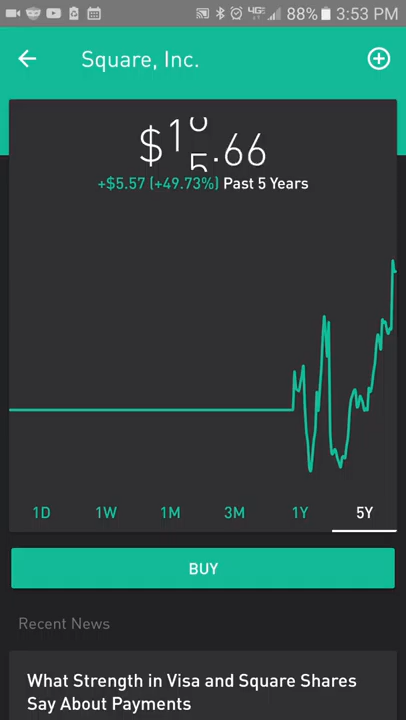 88% 3:53 PM
Square, Inc.
+$5.57 (+49.73%) Past 5 Years
1D 1W 1M 3M 1Y 5Y
BUY
Recent News
What Strength in Visa and Square Shares
Say About Payments